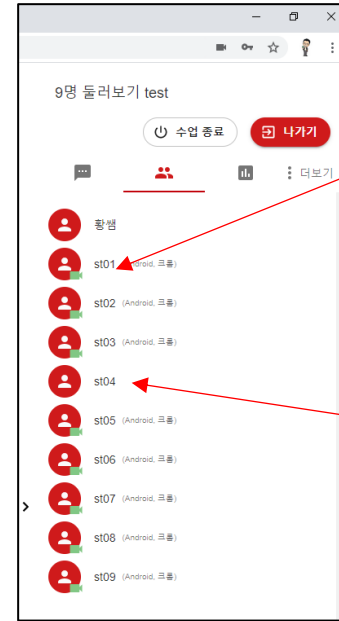 9명 둘러보기 test
수업 종료
나가기
더보기
황쌤
st01 (Android, 크롬)
st02 (Android, 크롬)
st03 (Android, 크롬)
st04
st05 (Android, 크롬)
st06 (Android, 크롬)
st07 (Android, 크롬)
st08 (Android, 크롬)
st09 (Android, 크롬)